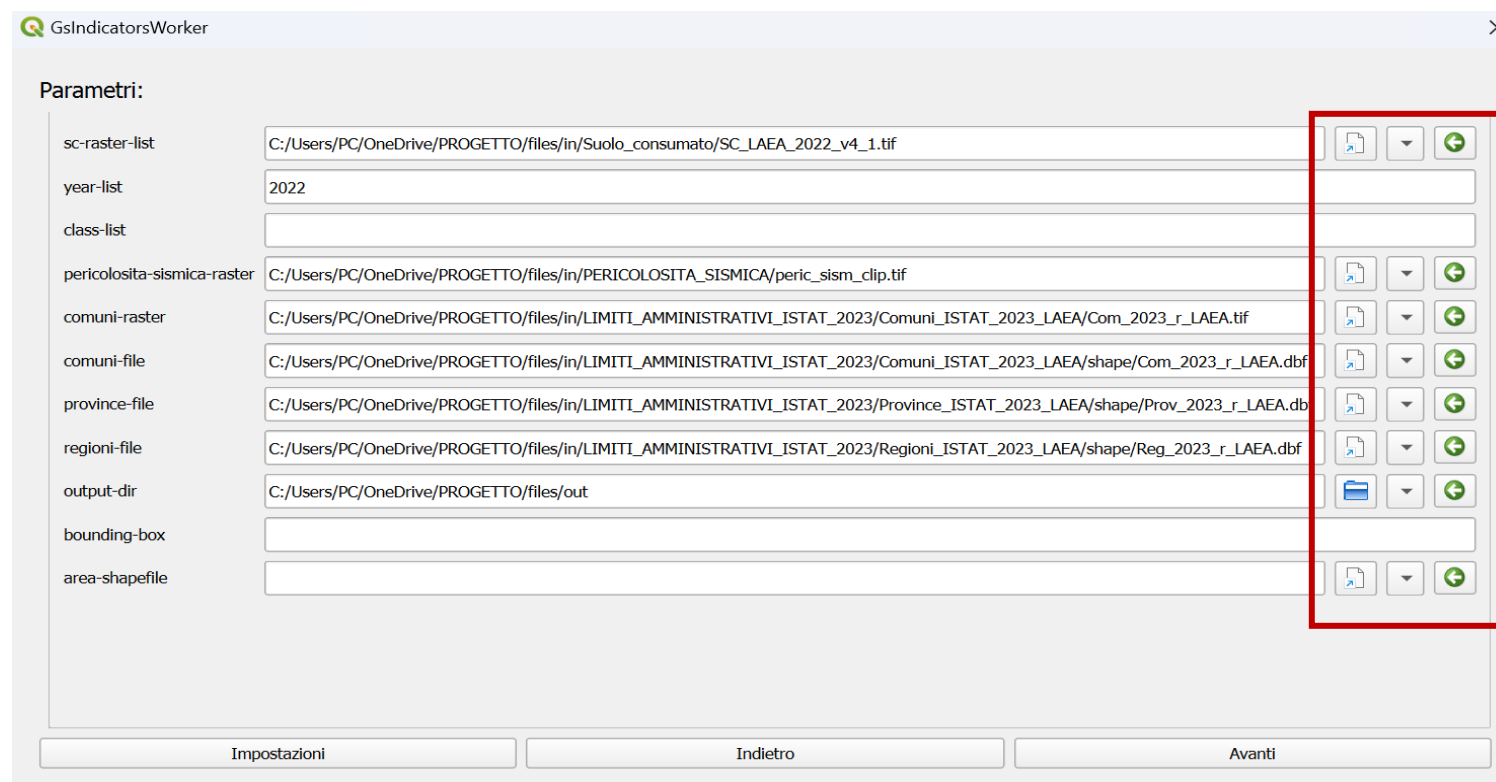 GsIndicatorsWorker
Parametri:
sc-raster-list C:/Users/PC/OneDrive/PROGETTO/files/in/Suolo_consumato/SC_LAEA_2022_v4_1.tif
year-list 2022
class-list
pericolosita-sismica-raster C:/Users/PC/OneDrive/PROGETTO/files/in/PERICOLOSITA_SISMICA/peric_sism_clip.tif
comuni-raster C:/Users/PC/OneDrive/PROGETTO/files/in/LIMITI_AMMINISTRATIVI_ISTAT_2023/Comuni_ISTAT_2023_LAEA/Com_2023_r_LAEA.tif
comuni-file C:/Users/PC/OneDrive/PROGETTO/files/in/LIMITI_AMMINISTRATIVI_ISTAT_2023/Comuni_ISTAT_2023_LAEA/shape/Com_2023_r_LAEA.dbf
province-file C:/Users/PC/OneDrive/PROGETTO/files/in/LIMITI_AMMINISTRATIVI_ISTAT_2023/Province_ISTAT_2023_LAEA/shape/Prov_2023_r_LAEA.dbf
regioni-file C:/Users/PC/OneDrive/PROGETTO/files/in/LIMITI_AMMINISTRATIVI_ISTAT_2023/Regioni_ISTAT_2023_LAEA/shape/Reg_2023_r_LAEA.dbf
output-dir C:/Users/PC/OneDrive/PROGETTO/files/out
bounding-box
area-shapefile
Impostazioni Indietro Avanti